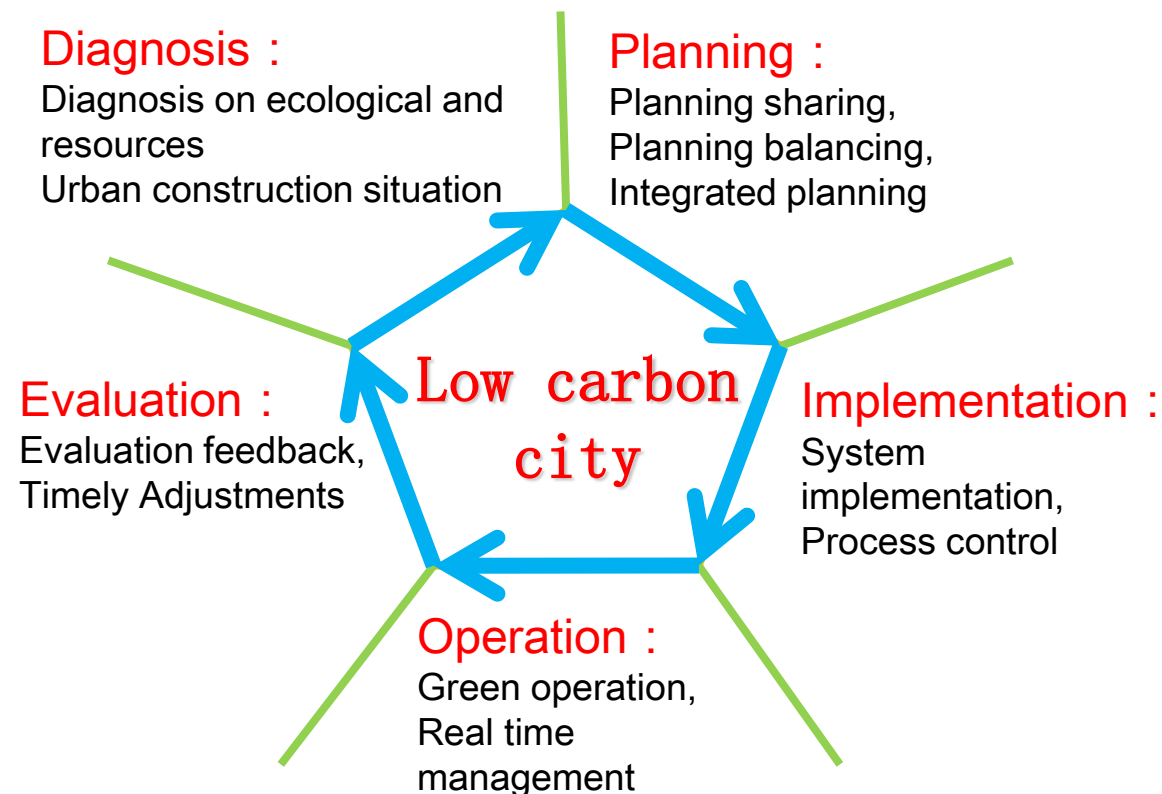 Diagnosis：
Diagnosis on ecological and
resources
Urban construction situation
Planning：
Planning sharing,
Planning balancing,
Integrated planning
Low carbon
city
Evaluation：
Evaluation feedback,
Timely Adjustments
Implementation：
System
implementation,
Process control
Operation：
Green operation,
Real time
management